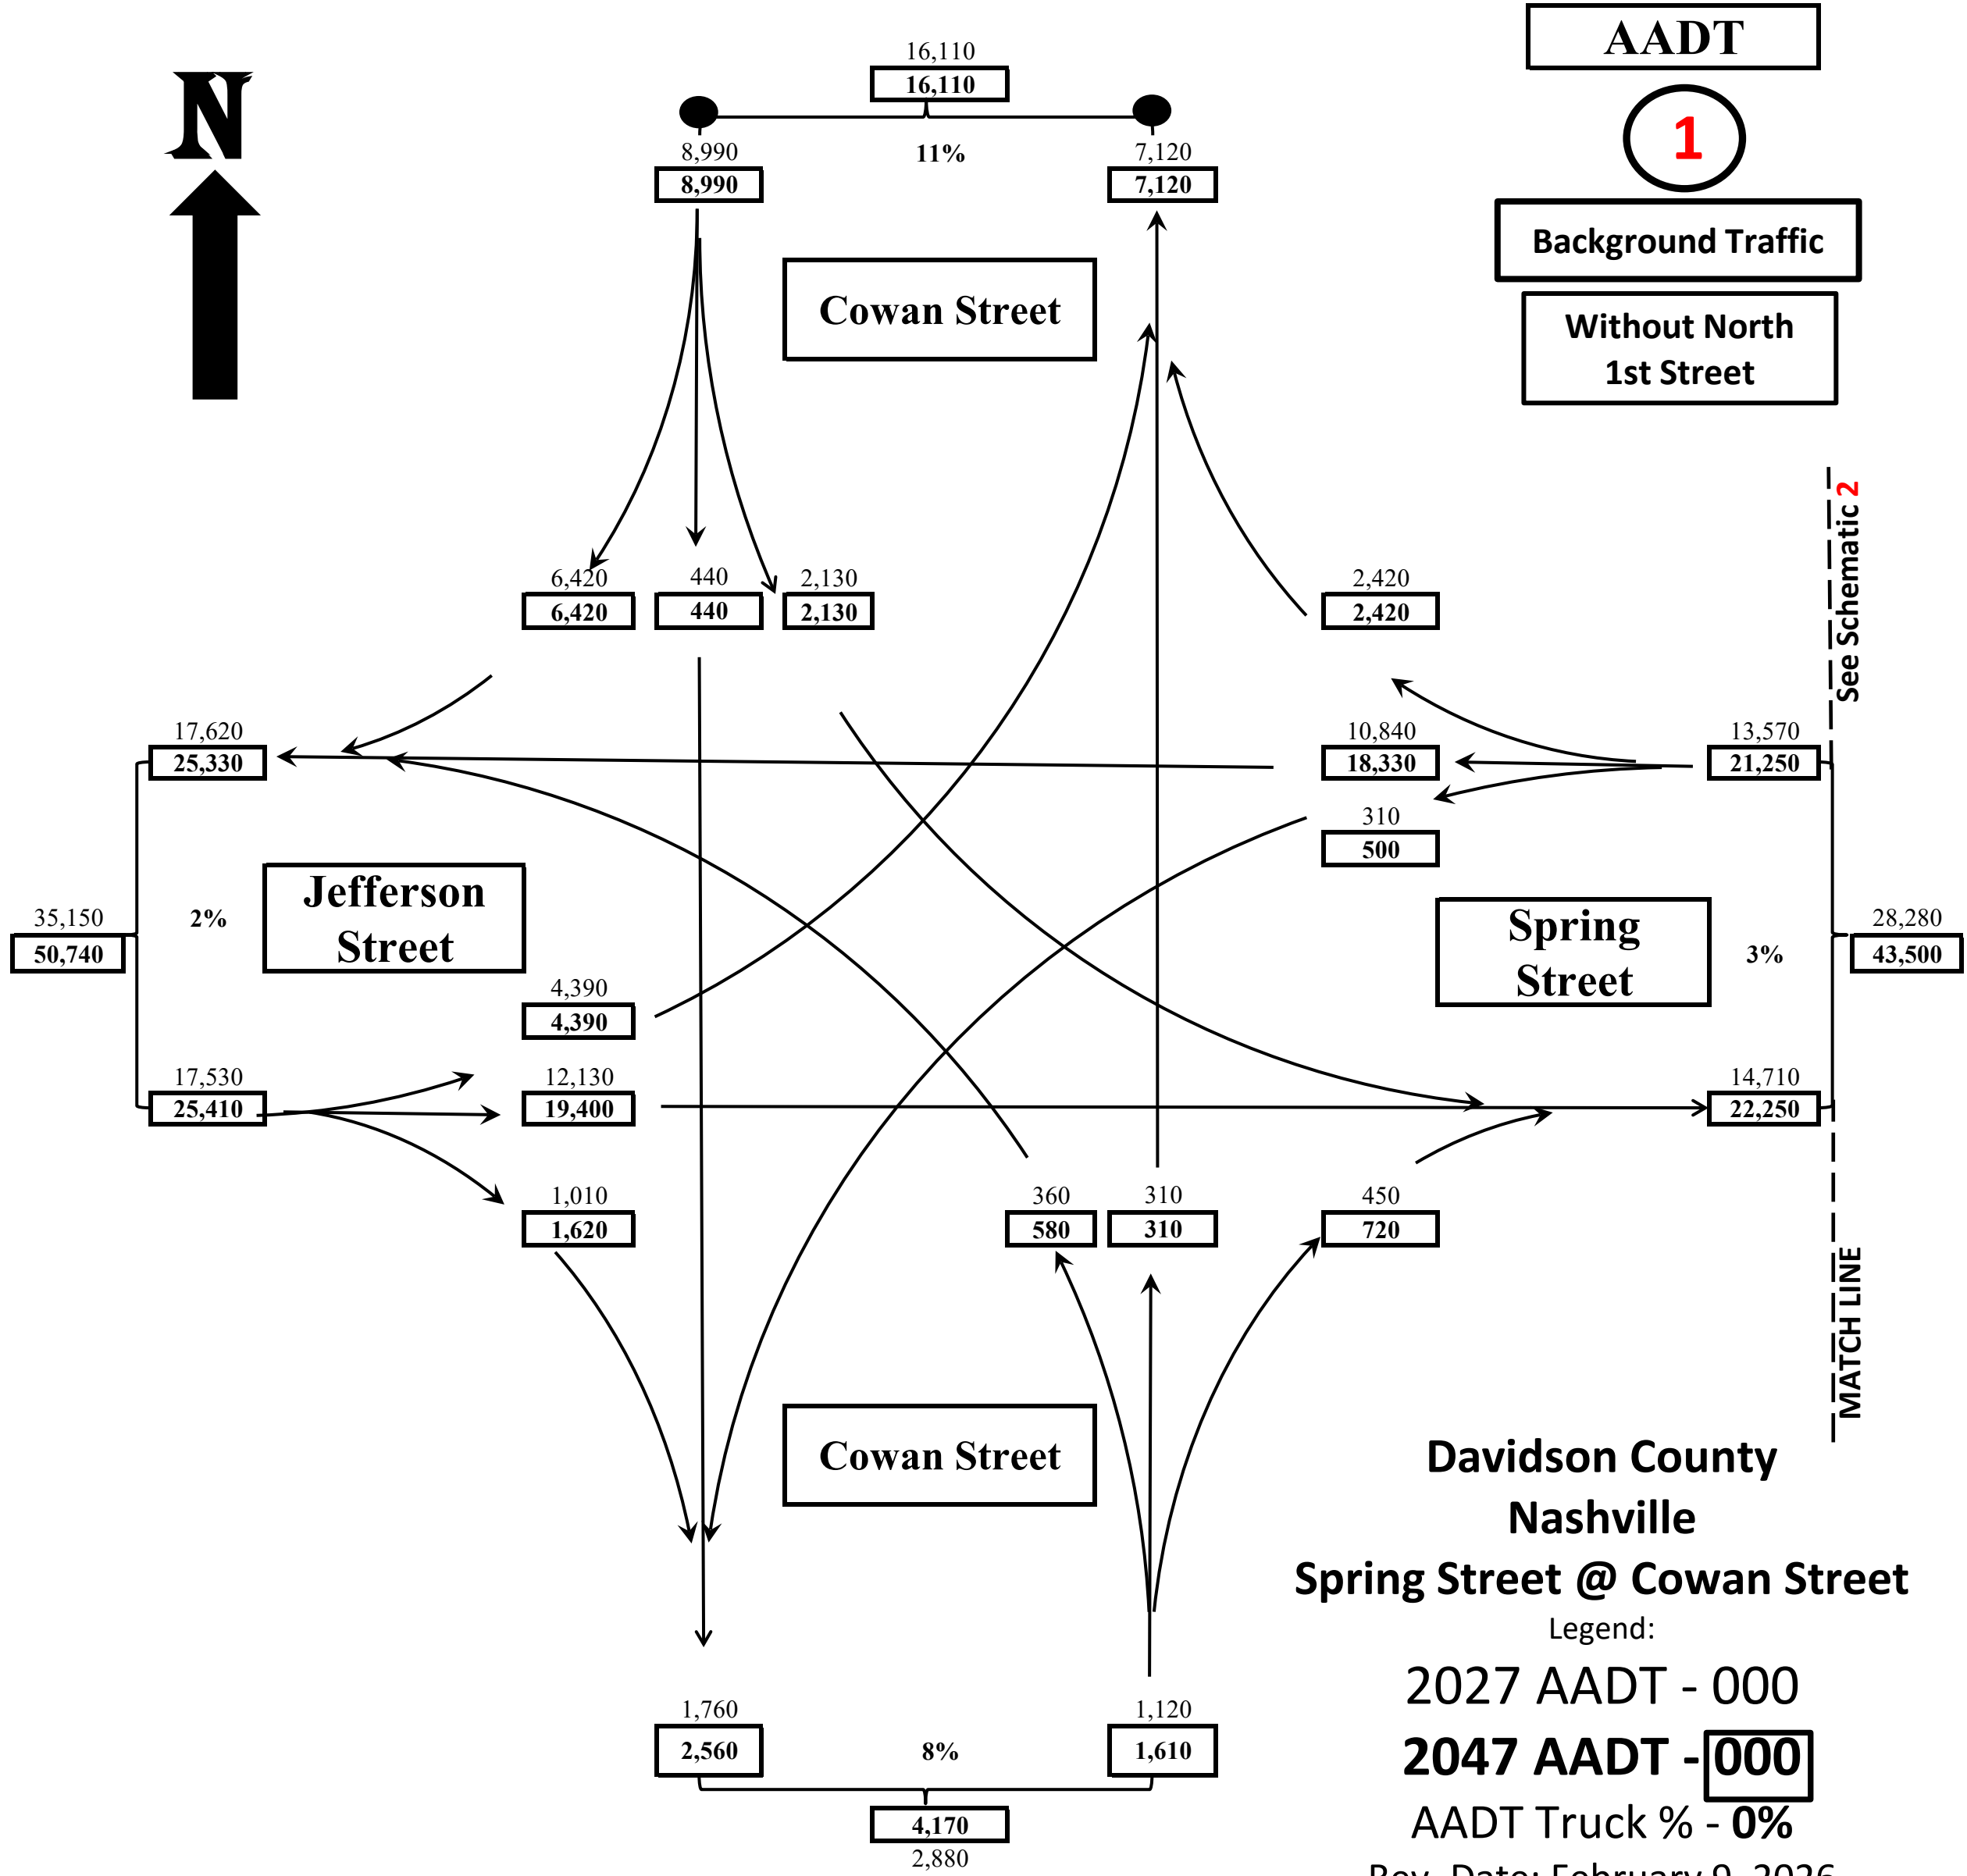 AADT
N
1
Background Traffic
Without North
1st Street
16,110
16,110
8,990
11%
7,120
8,990
7,120
Cowan Street
See Schematic 2
6,420
440
2,130
2,420
6,420
440
2,130
2,420
17,620
10,840
13,570
25,330
18,330
21,250
310
500
Jefferson
Street
35,150
2%
50,740
Spring
Street
28,280
3%
43,500
4,390
4,390
17,530
12,130
14,710
25,410
19,400
22,250
1,010
360
310
450
1,620
580
310
720
MATCH LINE
Cowan Street
Davidson County
Nashville
Spring Street @ Cowan Street
Legend:
2027 AADT - 000
2047 AADT - 000
AADT Truck % - 0%
Rev. Date: February 9, 2026
1,760
1,120
2,560
8%
1,610
4,170
2,880